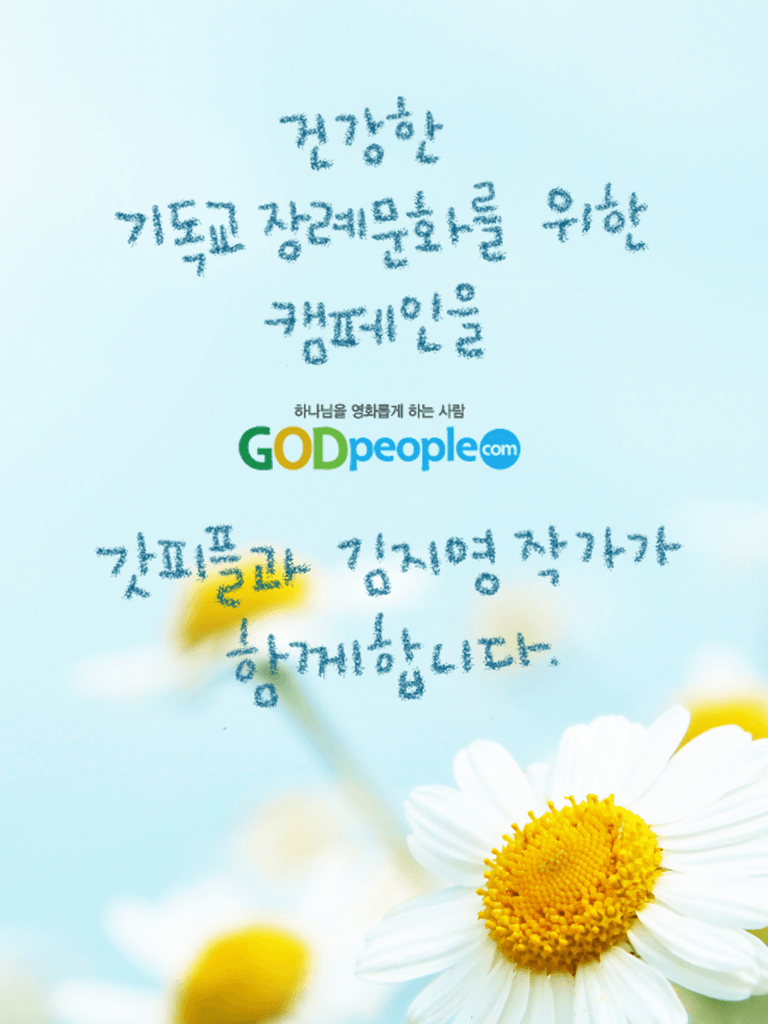 건강한
기독교 장례문화를 위한
캠페인을
하나님을 영화롭게 하는 사람
GODpeople.com
갓피플과 김지영 작가가
함께합니다.